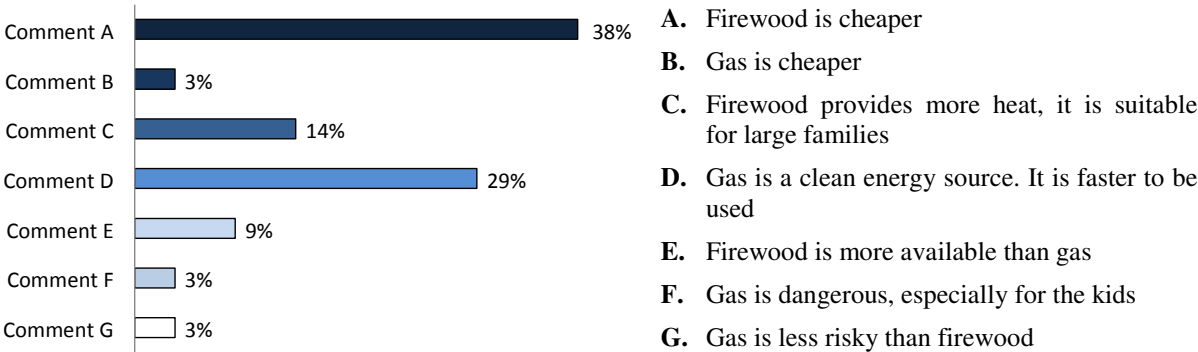 Comment A
38%
Comment B
3%
Comment C
14%
Comment D
29%
Comment E
9%
Comment F
3%
Comment G
3%
A. Firewood is cheaper
B. Gas is cheaper
C. Firewood provides more heat, it is suitable
for large families
D. Gas is a clean energy source. It is faster to be
used
E. Firewood is more available than gas
F. Gas is dangerous, especially for the kids
G. Gas is less risky than firewood